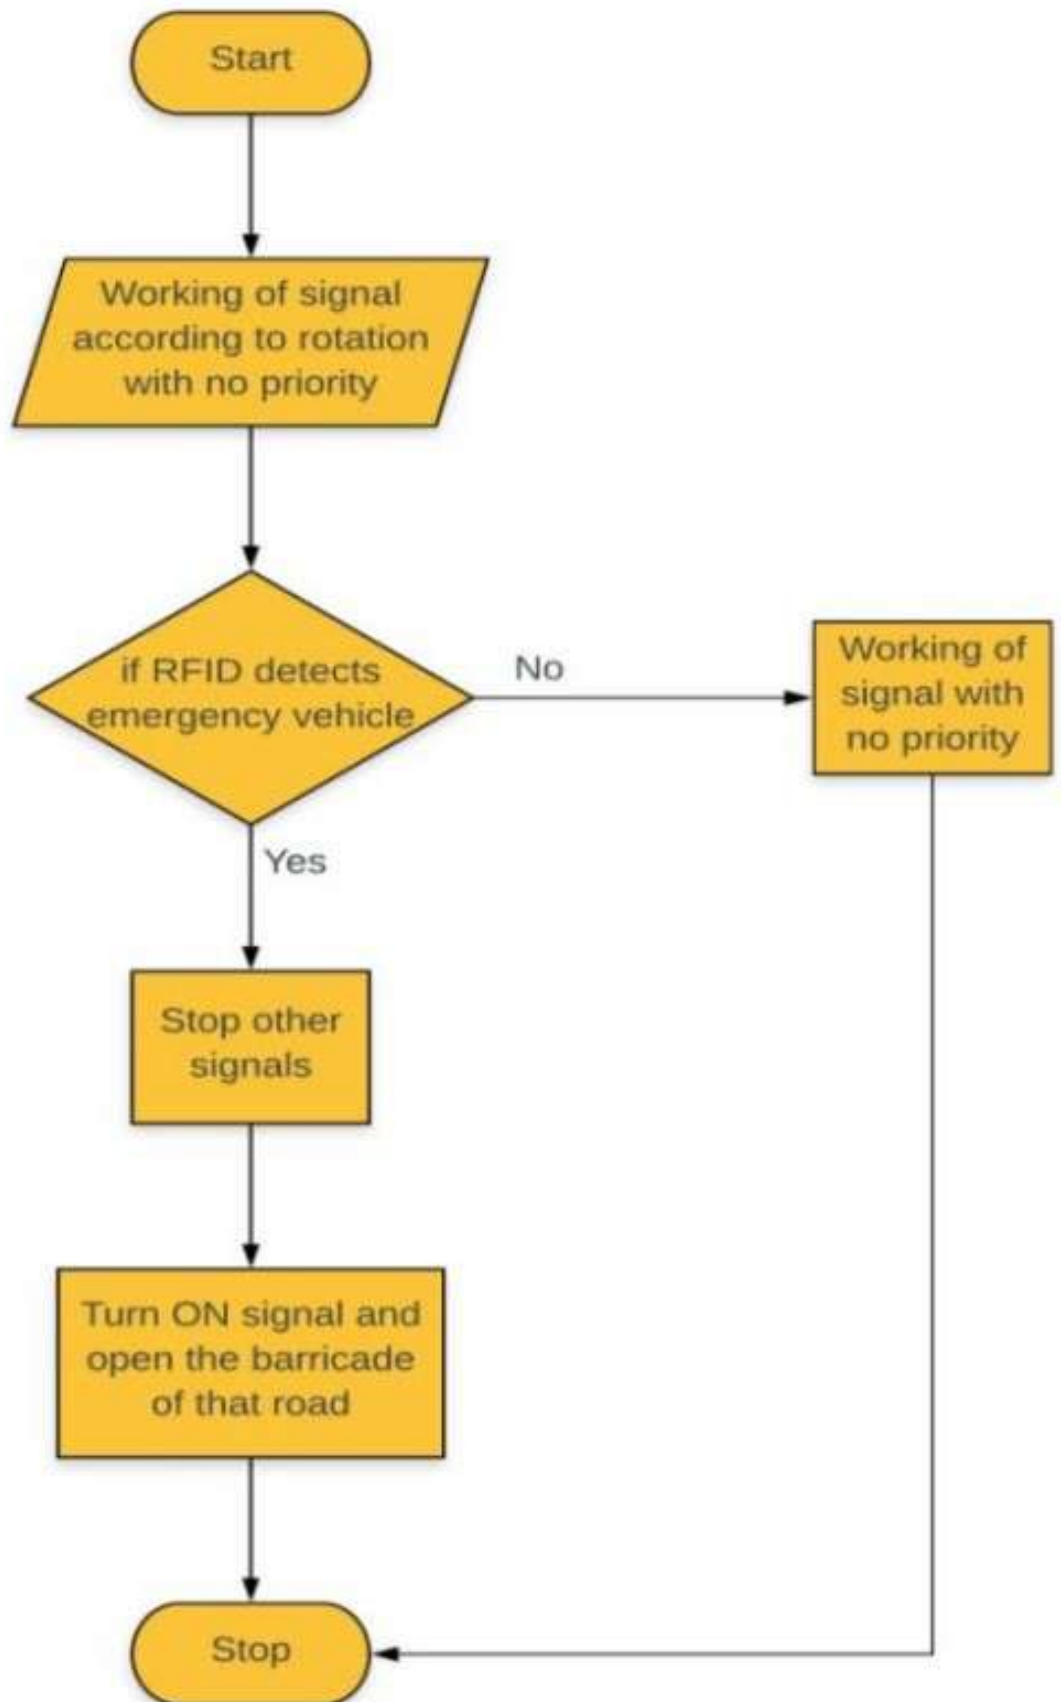 Start
Working of signal
according to rotation
with no priority
if RFID detects
emergency vehicle
No
Working of
signal with
no priority
Yes
Stop other
signals
Turn ON signal and
open the barricade
of that road
Stop